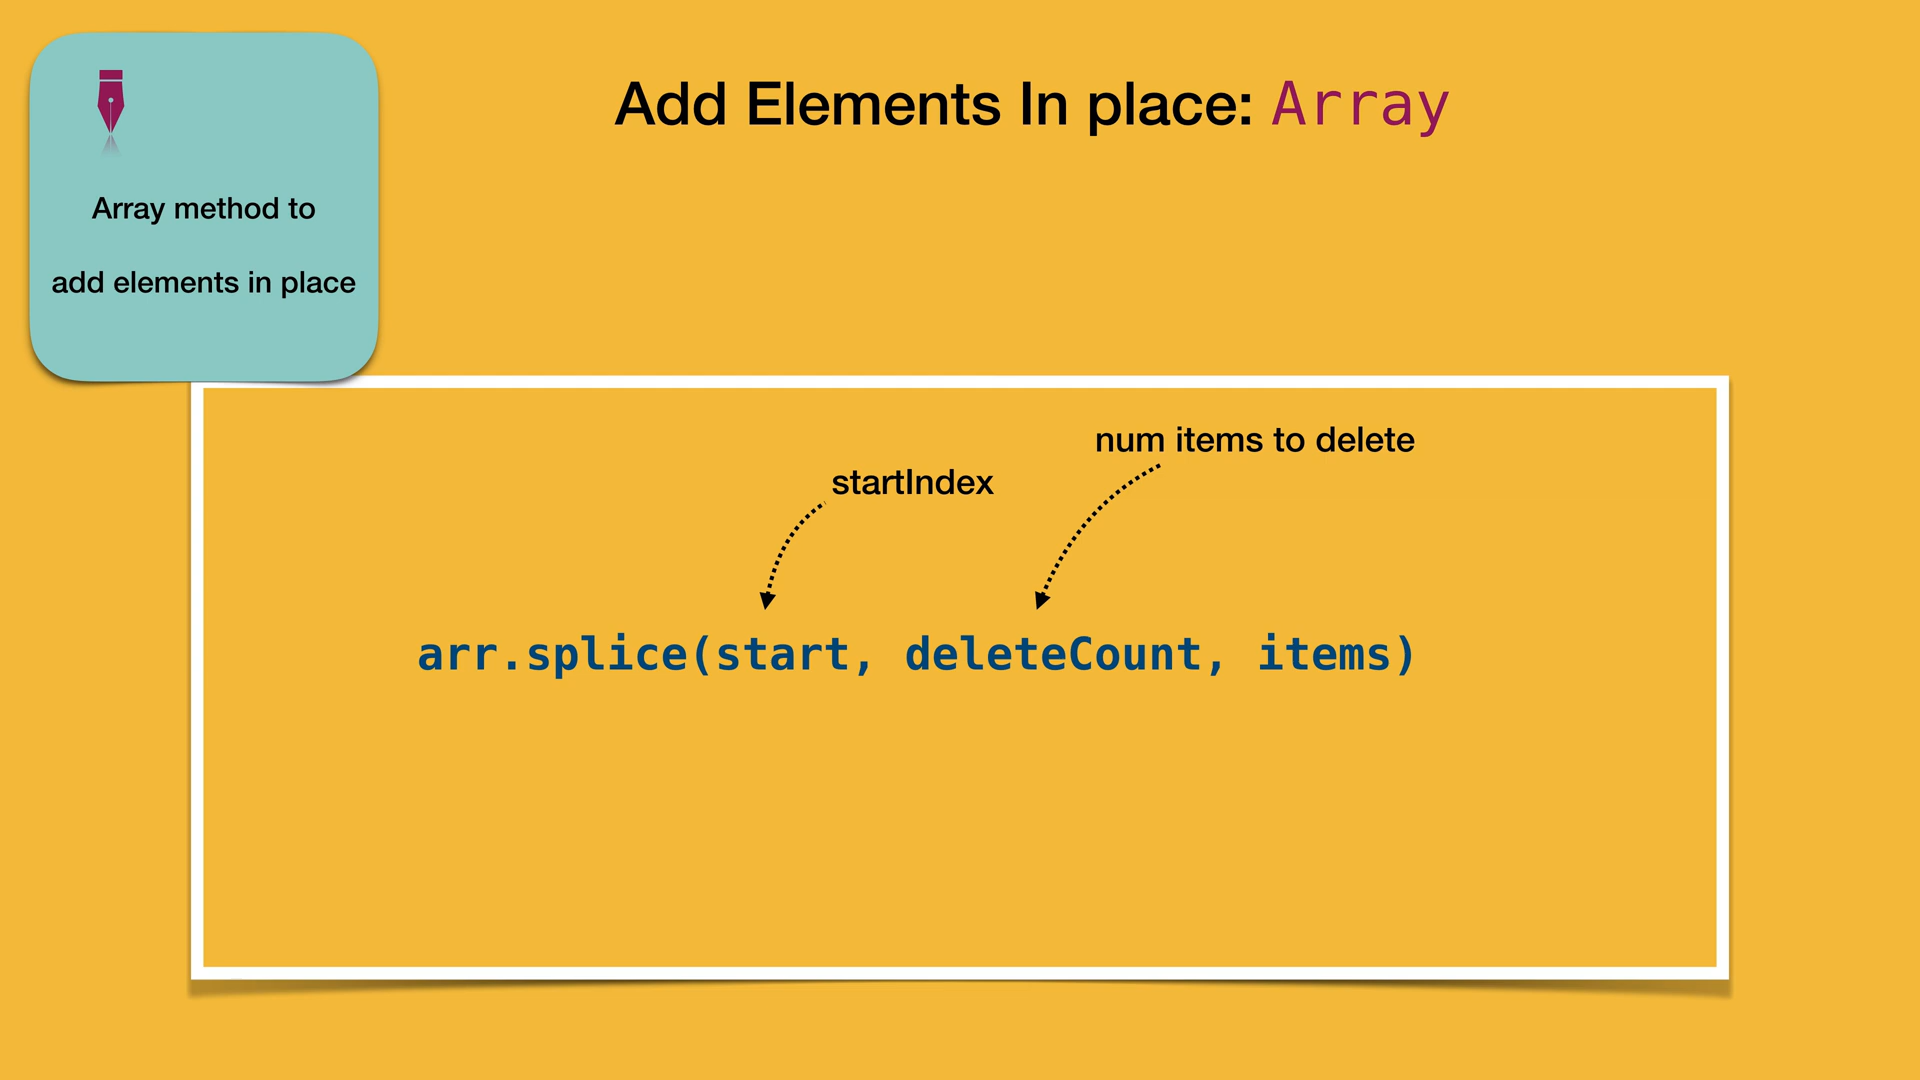 Add Elements In place: Array
Array method to
add elements in place
num items to delete
startIndex
arr.splice(start, deleteCount, items)